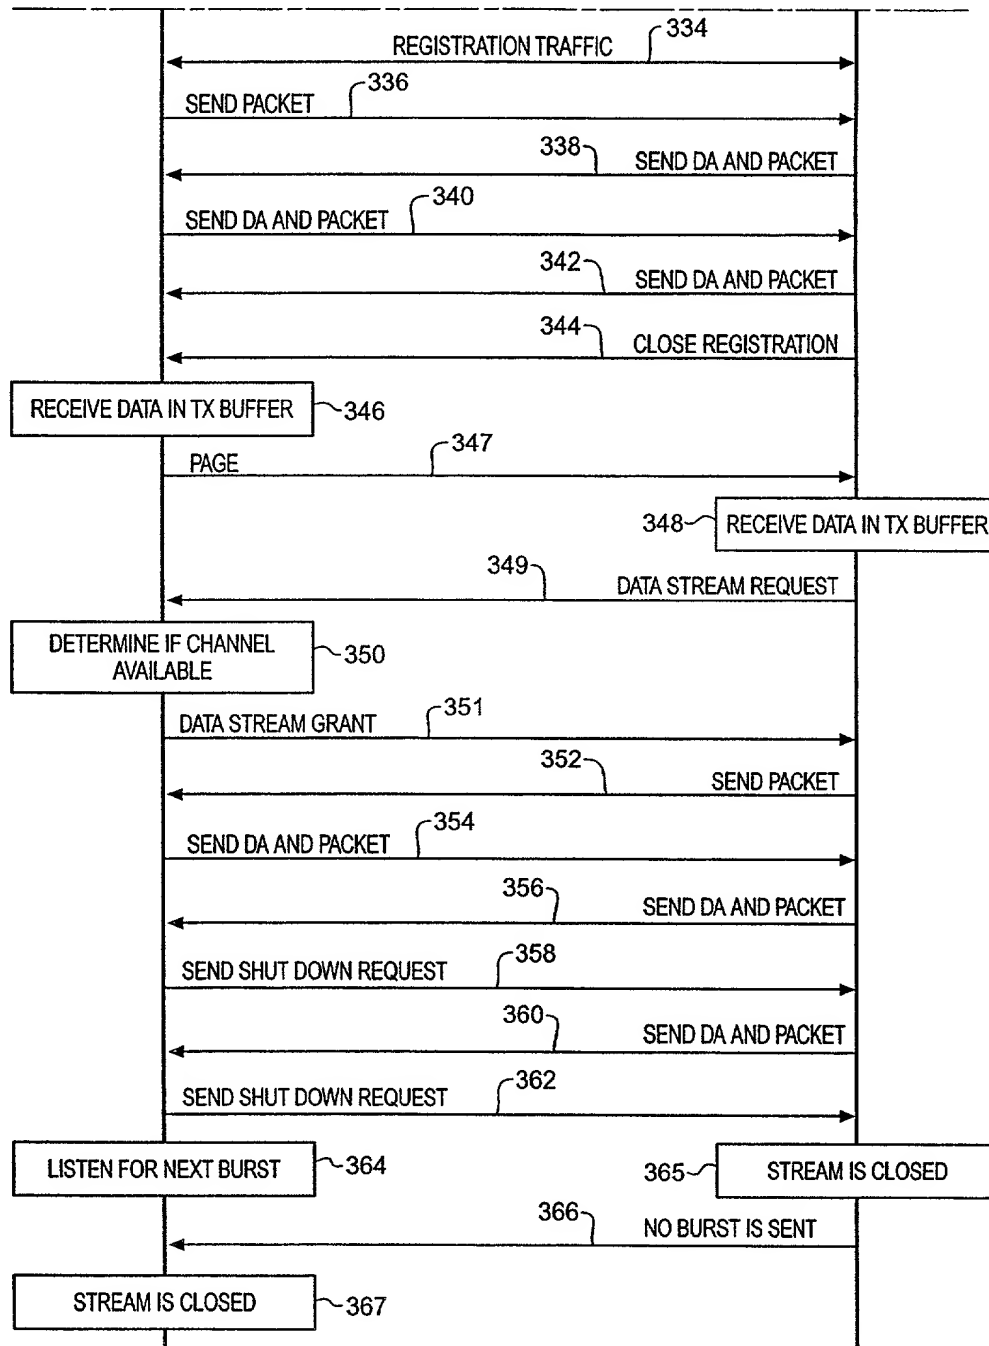 334
REGISTRATION TRAFFIC
336
SEND PACKET
338
SEND DA AND PACKET
340
SEND DA AND PACKET
342
SEND DA AND PACKET
344
CLOSE REGISTRATION
RECEIVE DATA IN TX BUFFER
346
347
PAGE
348
RECEIVE DATA IN TX BUFFER
349
DATA STREAM REQUEST
DETERMINE IF CHANNEL
AVAILABLE
350
351
DATA STREAM GRANT
352
SEND PACKET
354
SEND DA AND PACKET
356
SEND DA AND PACKET
358
SEND SHUT DOWN REQUEST
360
SEND DA AND PACKET
362
SEND SHUT DOWN REQUEST
LISTEN FOR NEXT BURST
364
365
STREAM IS CLOSED
366
NO BURST IS SENT
STREAM IS CLOSED
367